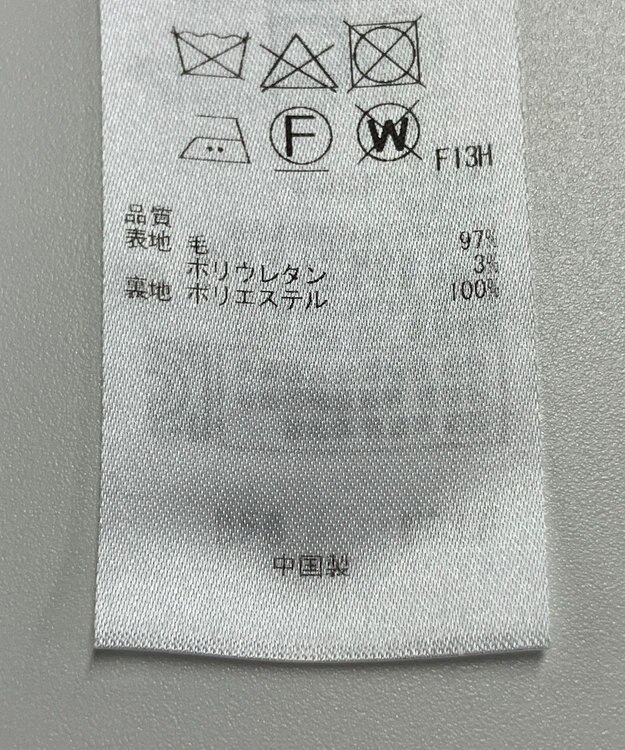 F W F13H
品質
表地 毛 97%
ポリウレタン 3%
裏地 ポリエステル 100%
中国製